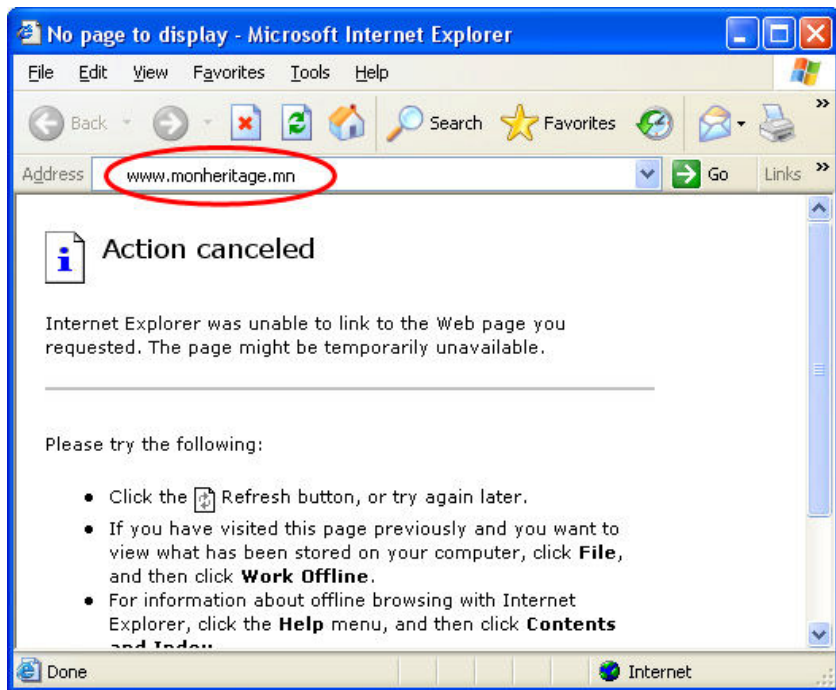 No page to display - Microsoft Internet Explorer
File Edit View Favorites Tools Help
Back Search Favorites »
Address www.monheritage.mn Go Links »
Action canceled
Internet Explorer was unable to link to the Web page you
requested. The page might be temporarily unavailable.
Please try the following:
• Click the Refresh button, or try again later.
• If you have visited this page previously and you want to
view what has been stored on your computer, click File,
and then click Work Offline.
• For information about offline browsing with Internet
Explorer, click the Help menu, and then click Contents
and Index
Done Internet